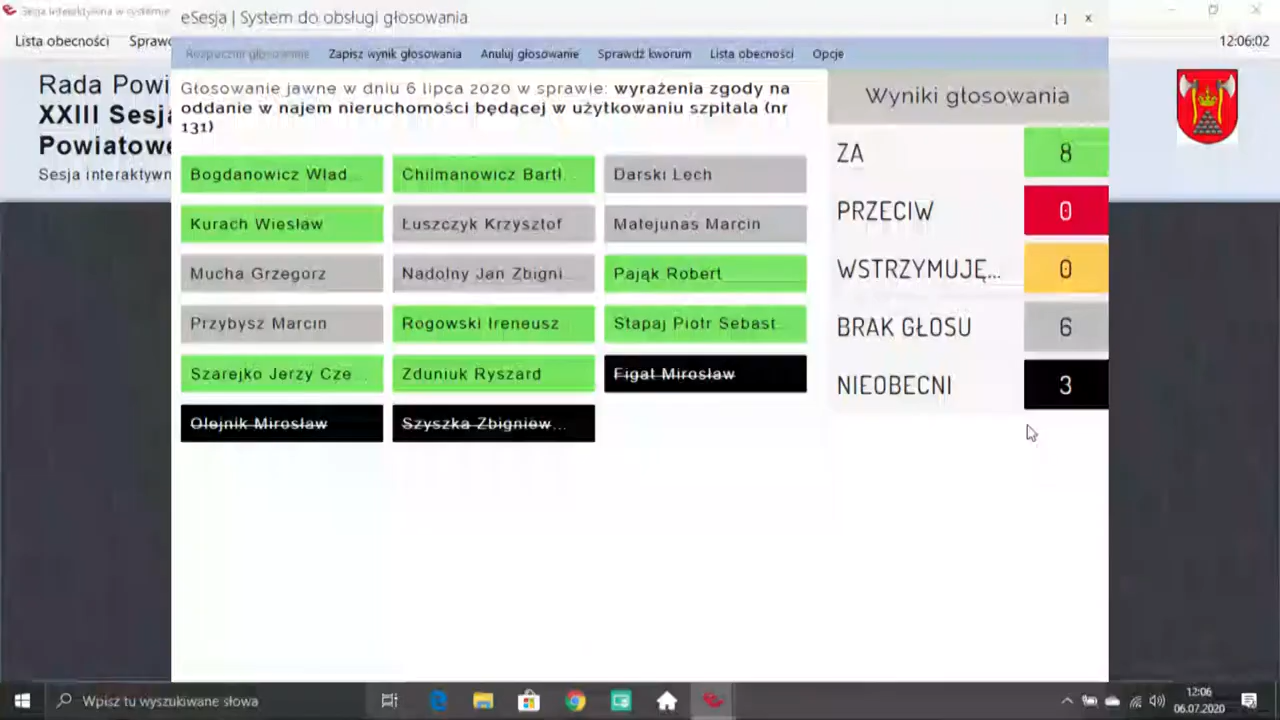 Sesja interaktywna w systemie
eSesja | System do obsługi głosowania
Lista obecności
12:06:02
Rozpocznij głosowanie Zapisz wynik głosowania Anuluj głosowanie Sprawdź kworum Lista obecności Opcje
Rada Powi
XXIII Sesj
Powiatowe
Sesja interaktywn
Głosowanie jawne w dniu 6 lipca 2020 w sprawie: wyrażenia zgody na
oddanie w najem nieruchomości będącej w użytkowaniu szpitala (nr
131)
Bogdanowicz Wład...
Chilmanowicz Bartł...
Darski Lech
Kurach Wiesław
Łuszczyk Krzysztof
Matejunas Marcin
Mucha Grzegorz
Nadolny Jan Zbigni...
Pająk Robert
Przybysz Marcin
Rogowski Ireneusz
Stapaj Piotr Sebast...
Szarejko Jerzy Cze...
Zduniuk Ryszard
Figat Mirosław
Olejnik Mirosław
Szyszka Zbigniew...
Wyniki głosowania
ZA 8
PRZECIW 0
WSTRZYMUJĘ... 0
BRAK GŁOSU 6
NIEOBECNI 3
Wpisz tu wyszukiwane słowa
12:06
06.07.2020